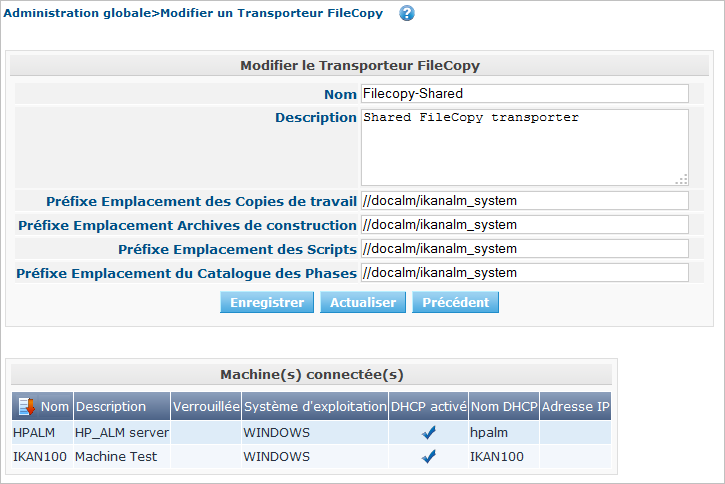 Administration globale>Modifier un Transporteur FileCopy ?
Modifier le Transporteur FileCopy
Nom Filecopy-Shared
Description Shared FileCopy transporter
Préfixe Emplacement des Copies de travail //docalm/ikanalm_system
Préfixe Emplacement Archives de construction //docalm/ikanalm_system
Préfixe Emplacement des Scripts //docalm/ikanalm_system
Préfixe Emplacement du Catalogue des Phases //docalm/ikanalm_system
Enregistrer Actualiser Précédent
Machine(s) connectée(s)
Nom Description Verrouillée Système d'exploitation DHCP activé Nom DHCP Adresse IP
HPALM HP_ALM server WINDOWS hpalm
IKAN100 Machine Test WINDOWS IKAN100